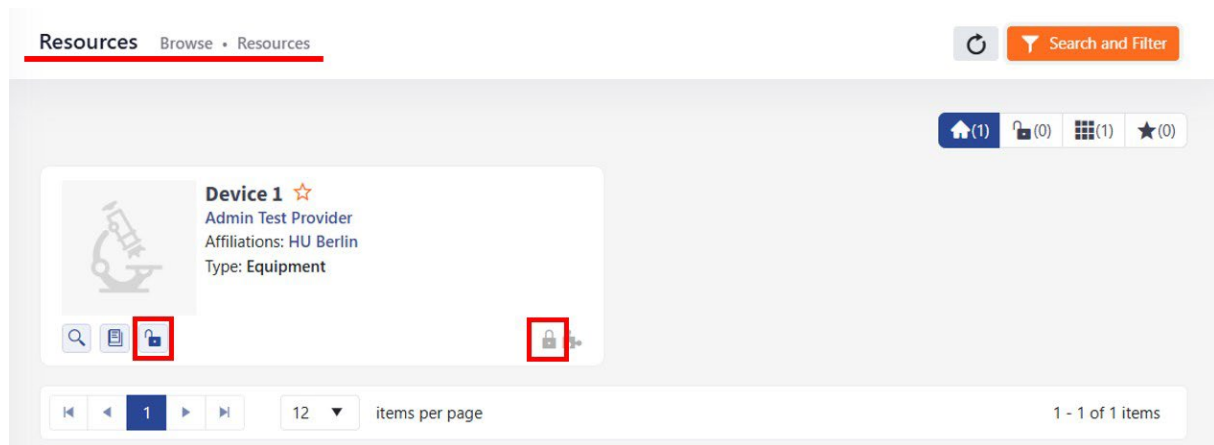 Resources Browse • Resources
Search and Filter
(1) (0) (1) (0)
Device 1
Admin Test Provider
Affiliations: HU Berlin
Type: Equipment
1 12 items per page 1 - 1 of 1 items